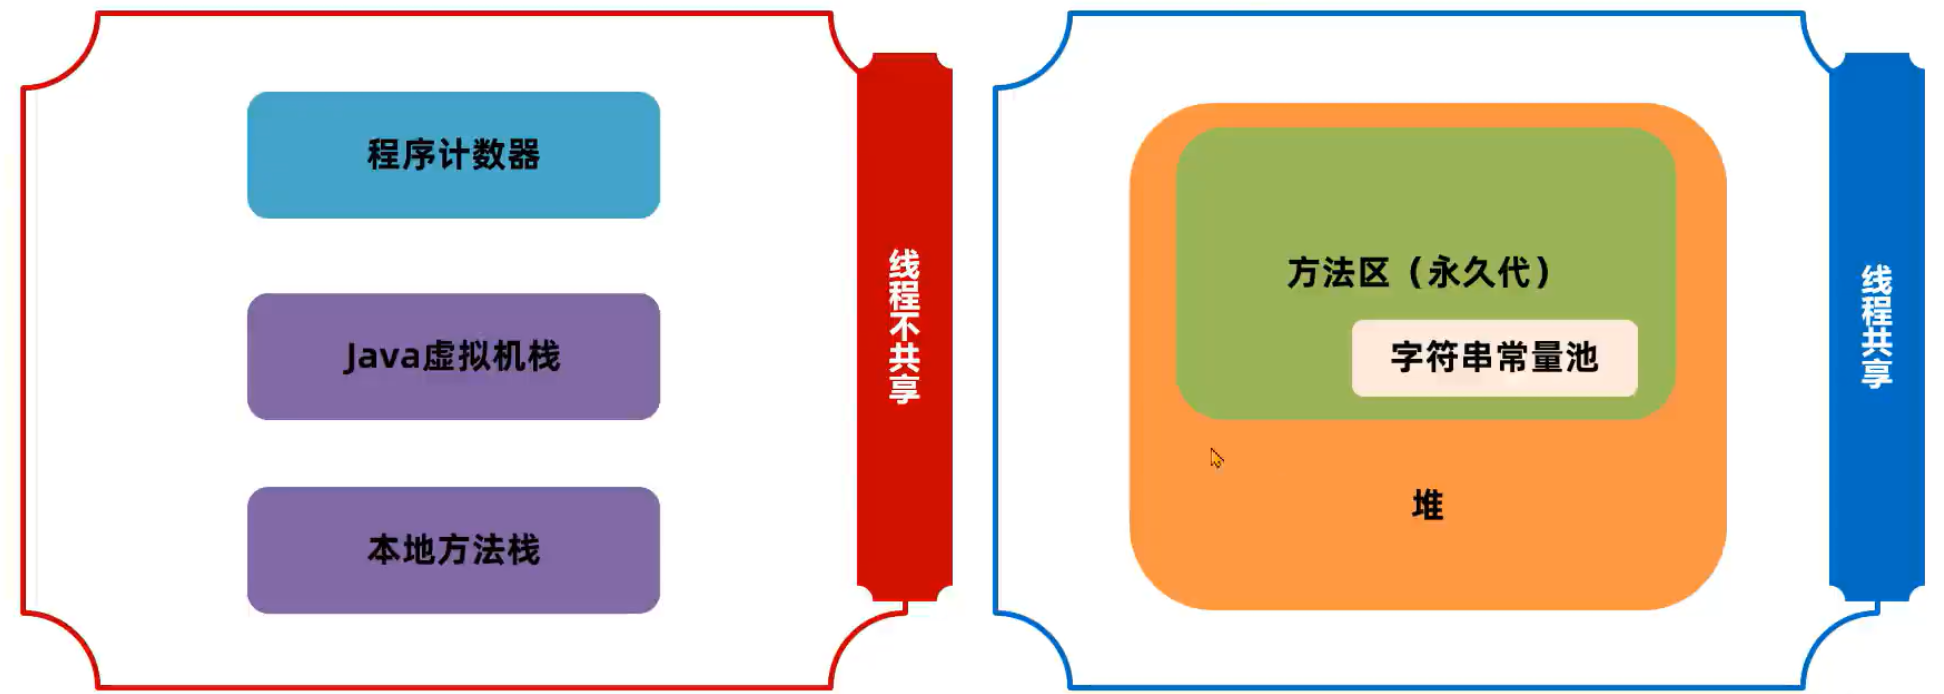 程序计数器
Java虚拟机栈
本地方法栈
线程不共享
方法区（永久代）
字符串常量池
堆
线程共享